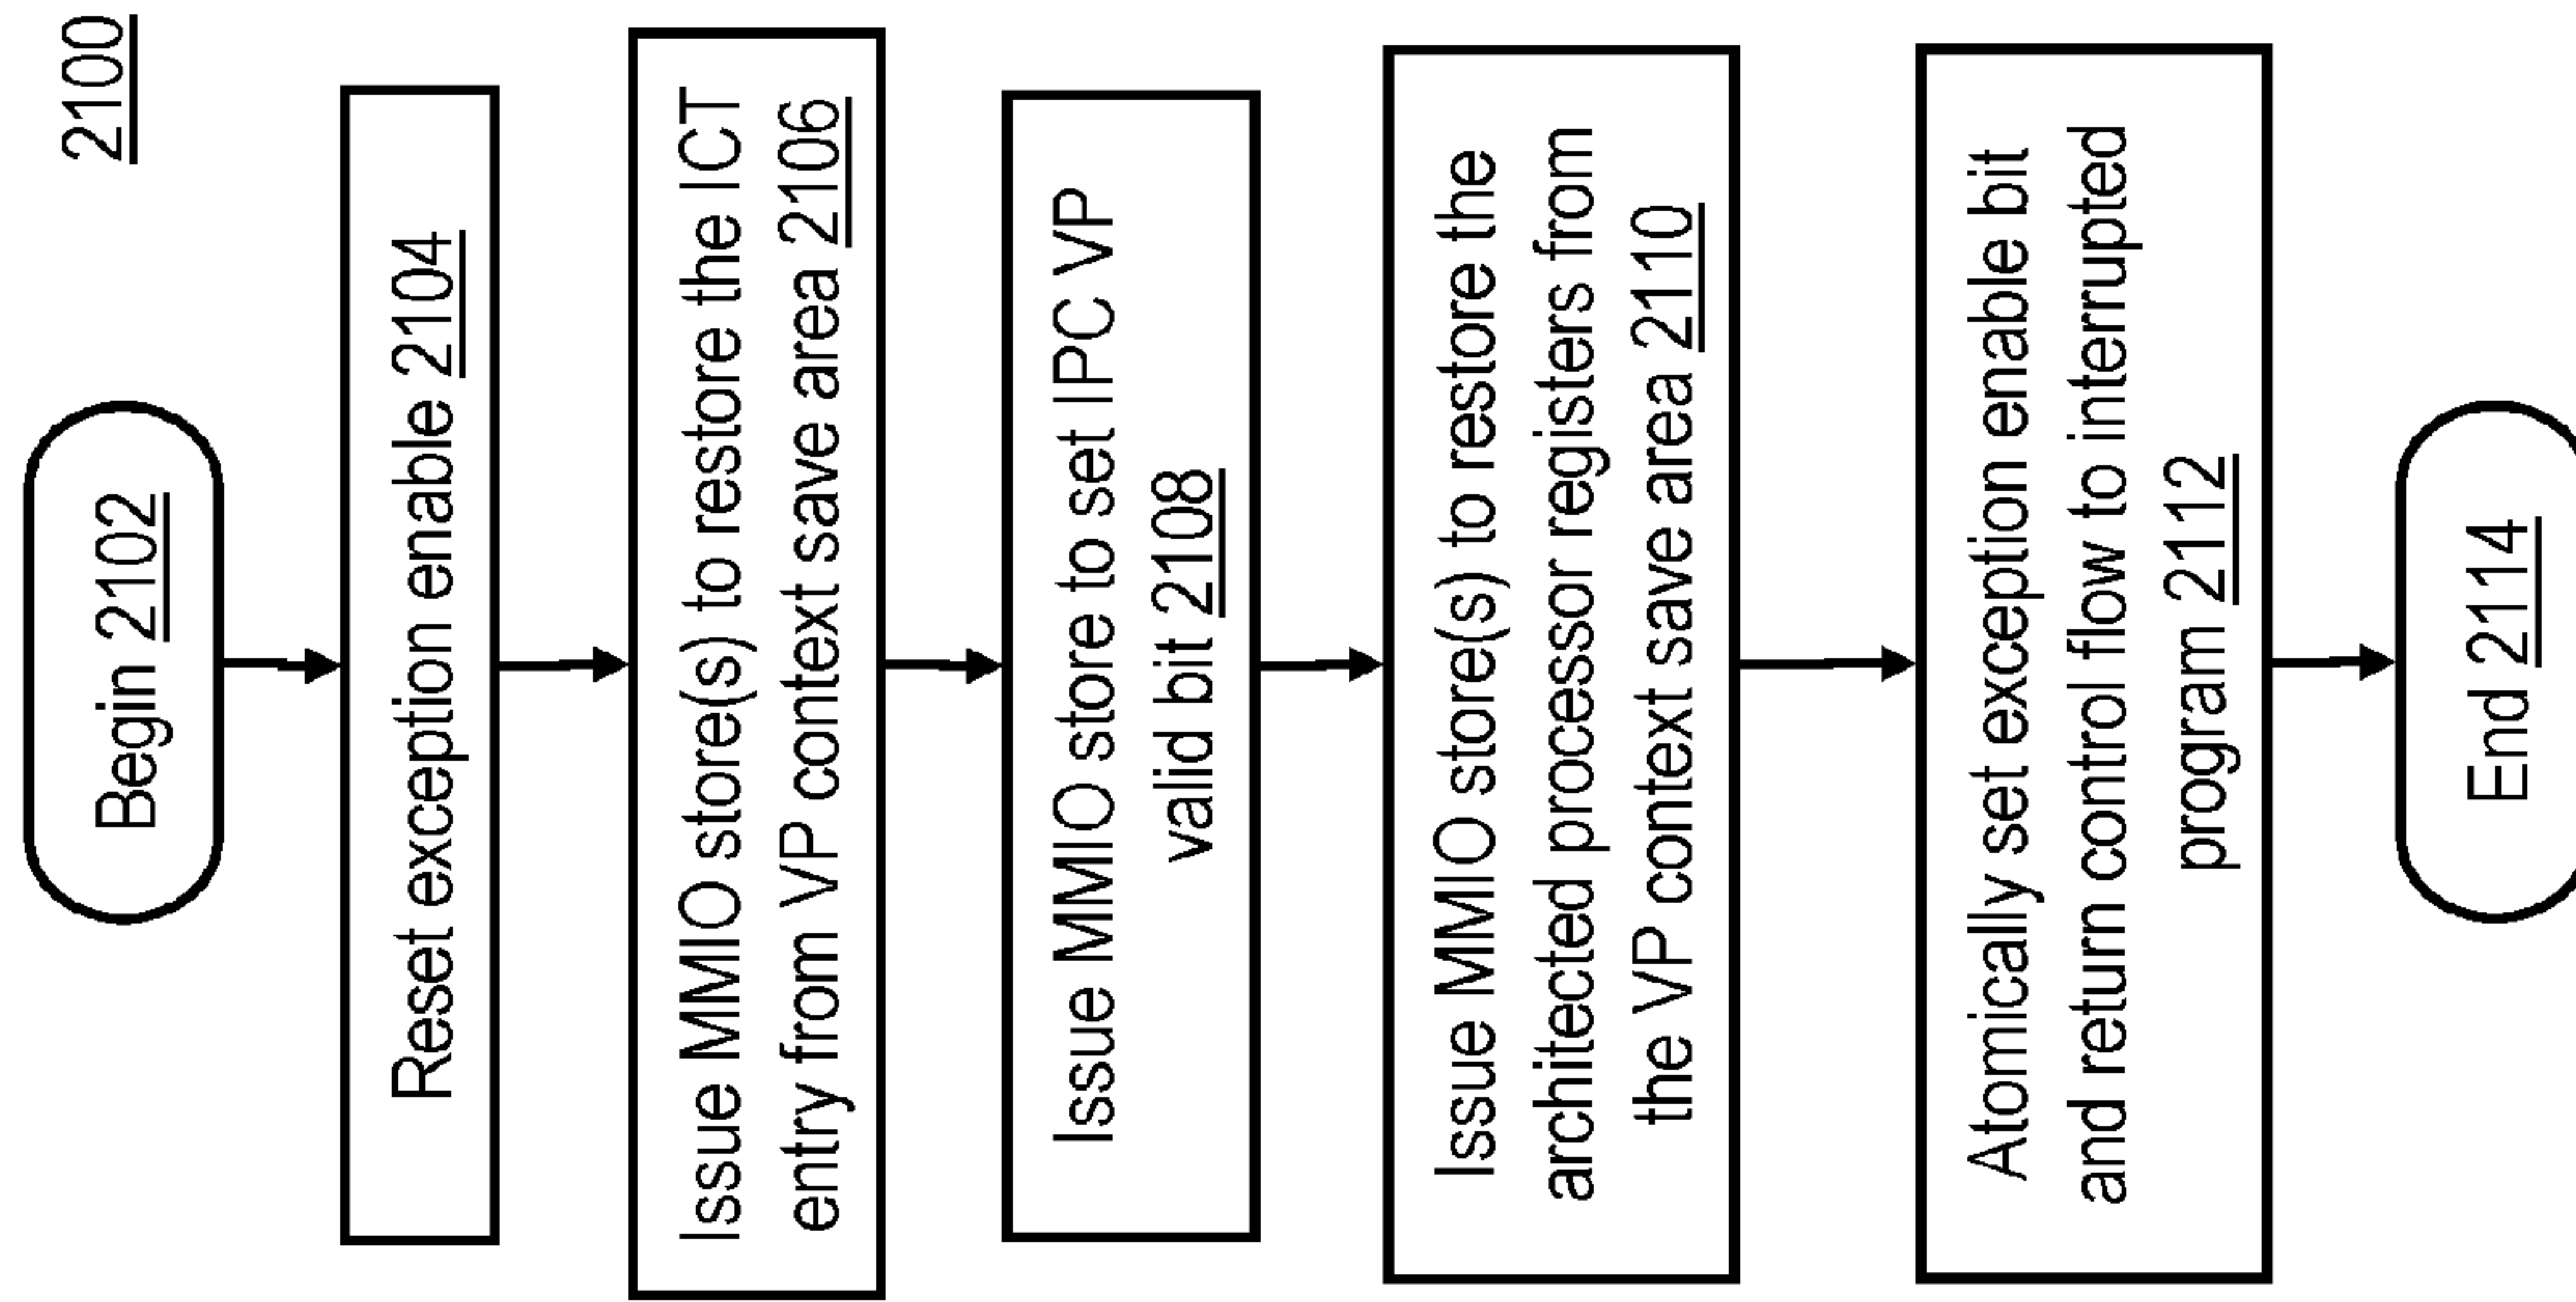 2100
Begin 2102
Reset exception enable 2104
Issue MMIO store(s) to restore the ICT
entry from VP context save area 2106
Issue MMIO store to set IPC VP
valid bit 2108
Issue MMIO store(s) to restore the
architected processor registers from
the VP context save area 2110
Atomically set exception enable bit
and return control flow to interrupted
program 2112
End 2114